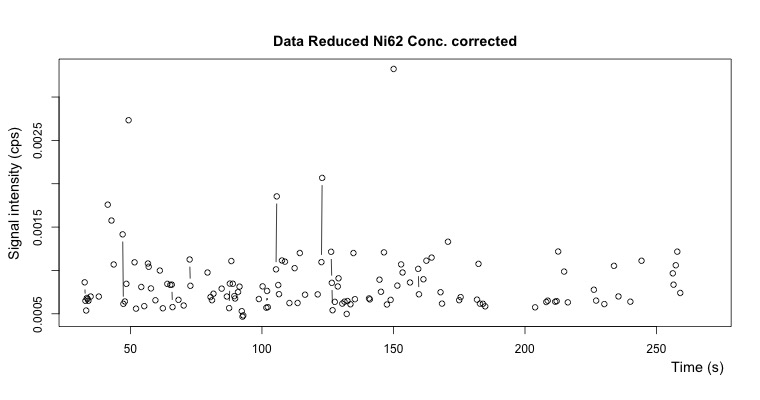 Data Reduced Ni62 Conc. corrected
Signal intensity (cps)
0.0025
0.0015
0.0005
50 100 150 200 250
Time (s)